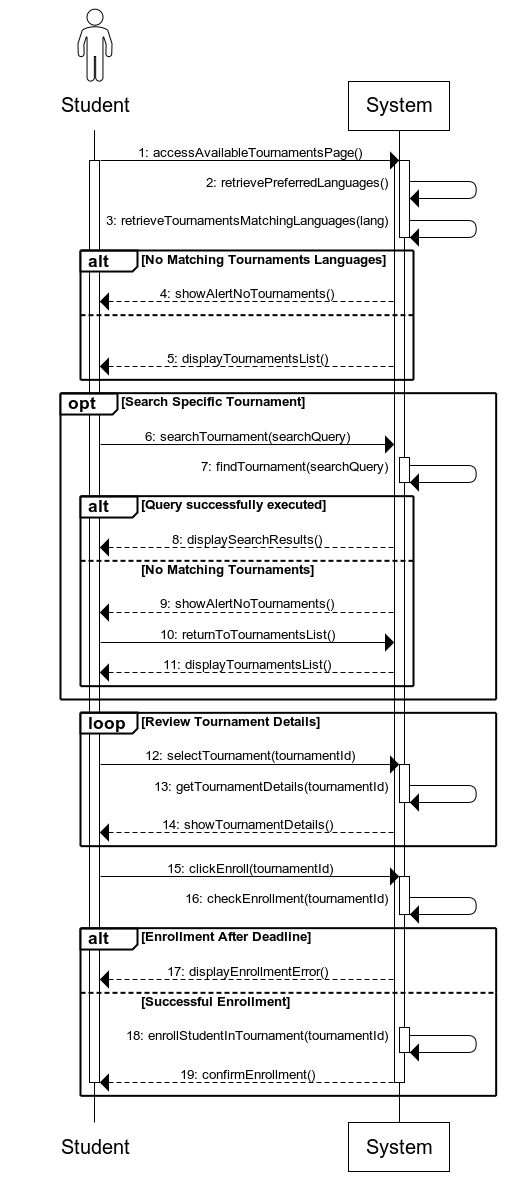 Student
System
1: accessAvailableTournamentsPage()
2: retrievePreferredLanguages()
3: retrieveTournamentsMatchingLanguages(lang)
alt [No Matching Tournaments Languages]
4: showAlertNoTournaments()
5: displayTournamentsList()
opt [Search Specific Tournament]
6: searchTournament(searchQuery)
7: findTournament(searchQuery)
alt [Query successfully executed]
8: displaySearchResults()
[No Matching Tournaments]
9: showAlertNoTournaments()
10: returnToTournamentsList()
11: displayTournamentsList()
loop [Review Tournament Details]
12: selectTournament(tournamentId)
13: getTournamentDetails(tournamentId)
14: showTournamentDetails()
15: clickEnroll(tournamentId)
16: checkEnrollment(tournamentId)
alt [Enrollment After Deadline]
17: displayEnrollmentError()
[Successful Enrollment]
18: enrollStudentInTournament(tournamentId)
19: confirmEnrollment()
Student
System